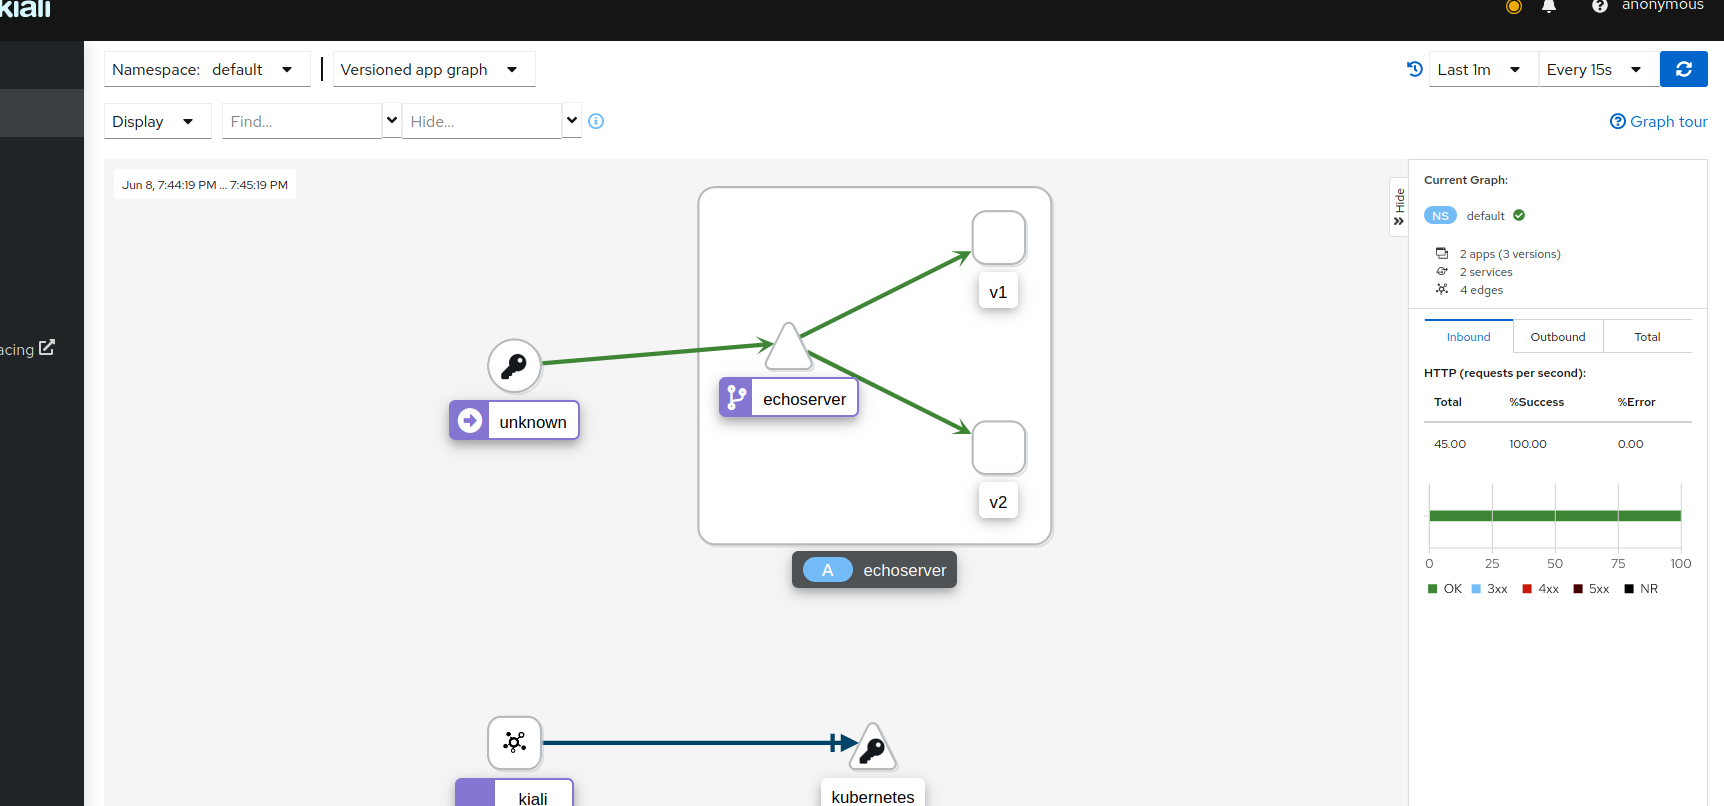 kiali
anonymous
Namespace: default
Versioned app graph
Last 1m
Every 15s
Display
Find...
Hide...
Graph tour
acing
Jun 8, 7:44:19 PM ... 7:45:19 PM
v1
unknown
echoserver
v2
A echoserver
kiali
kubernetes
Hide
Current Graph:
NS default
2 apps (3 versions)
2 services
4 edges
Inbound Outbound Total
HTTP (requests per second):
Total %Success %Error
45.00 100.00 0.00
0 25 50 75 100
OK 3xx 4xx 5xx NR